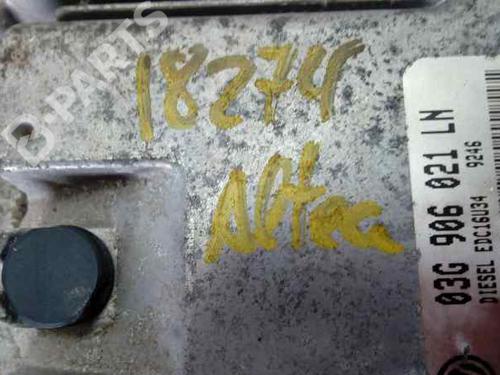 B-PARTS
18274
Altea
03G 906 021 LN
DIESEL EDC16U34 9246